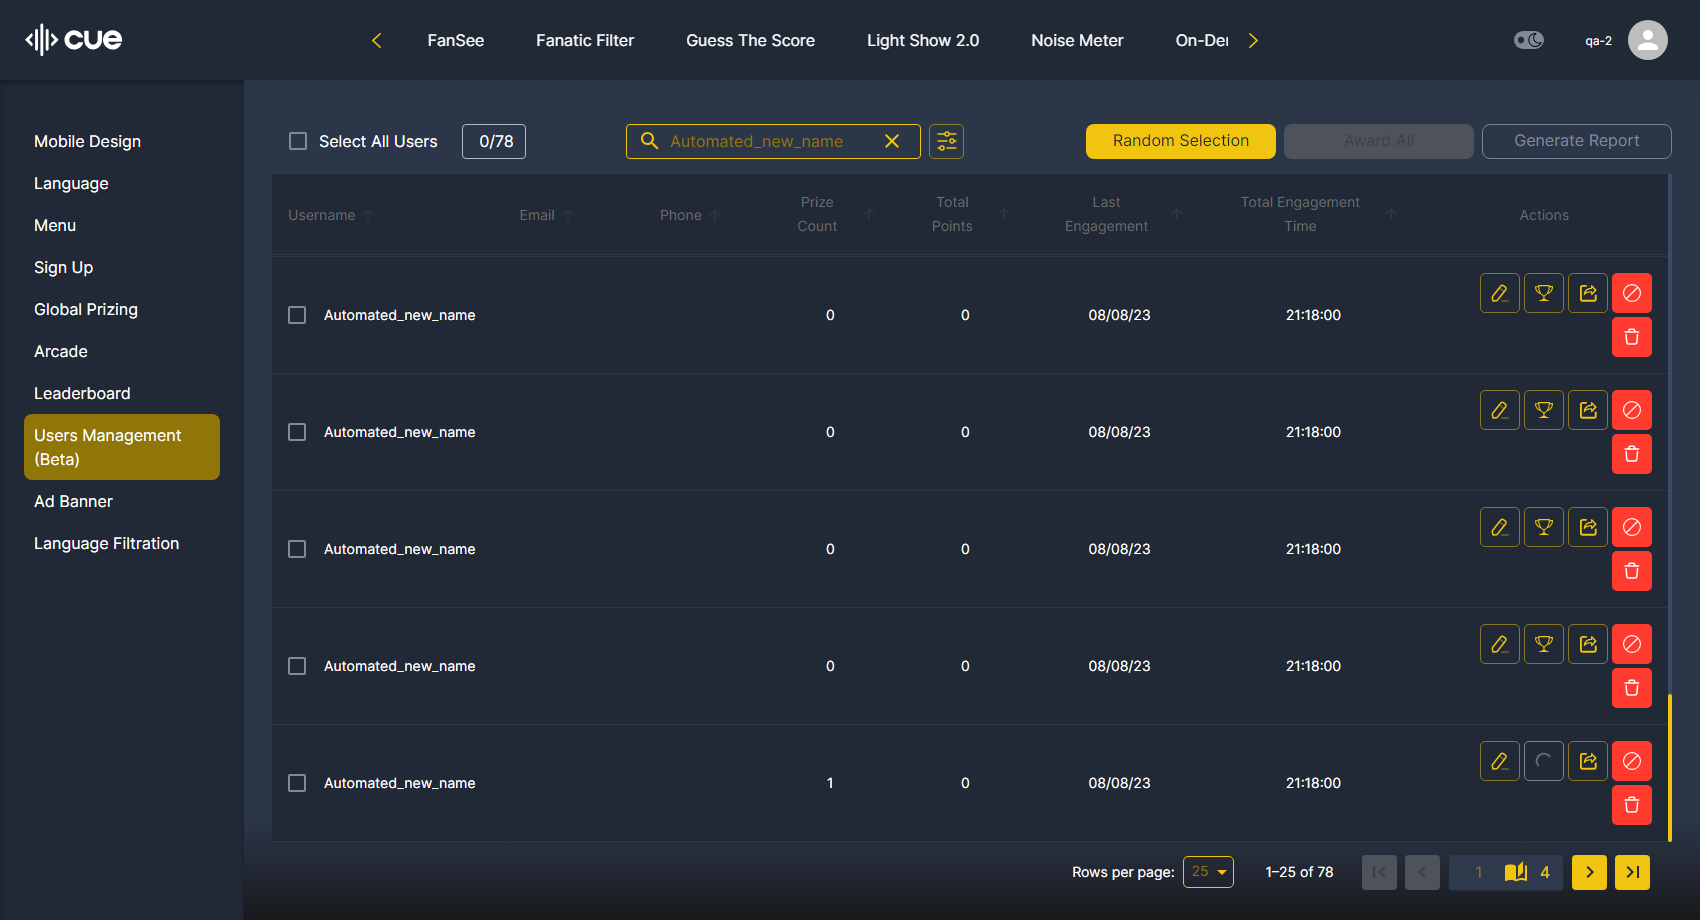 cue
FanSee
Fanatic Filter
Guess The Score
Light Show 2.0
Noise Meter
On-Der
qa-2
Mobile Design
Language
Menu
Sign Up
Global Prizing
Arcade
Leaderboard
Users Management
(Beta)
Ad Banner
Language Filtration
Select All Users
0/78
Automated_new_name
Random Selection
Award All
Generate Report
Username
Email
Phone
Prize
Count
Total
Points
Last
Engagement
Total Engagement
Time
Actions
Automated_new_name 0 0 08/08/23 21:18:00
Automated_new_name 0 0 08/08/23 21:18:00
Automated_new_name 0 0 08/08/23 21:18:00
Automated_new_name 0 0 08/08/23 21:18:00
Automated_new_name 1 0 08/08/23 21:18:00
Rows per page: 25 1–25 of 78 1 4